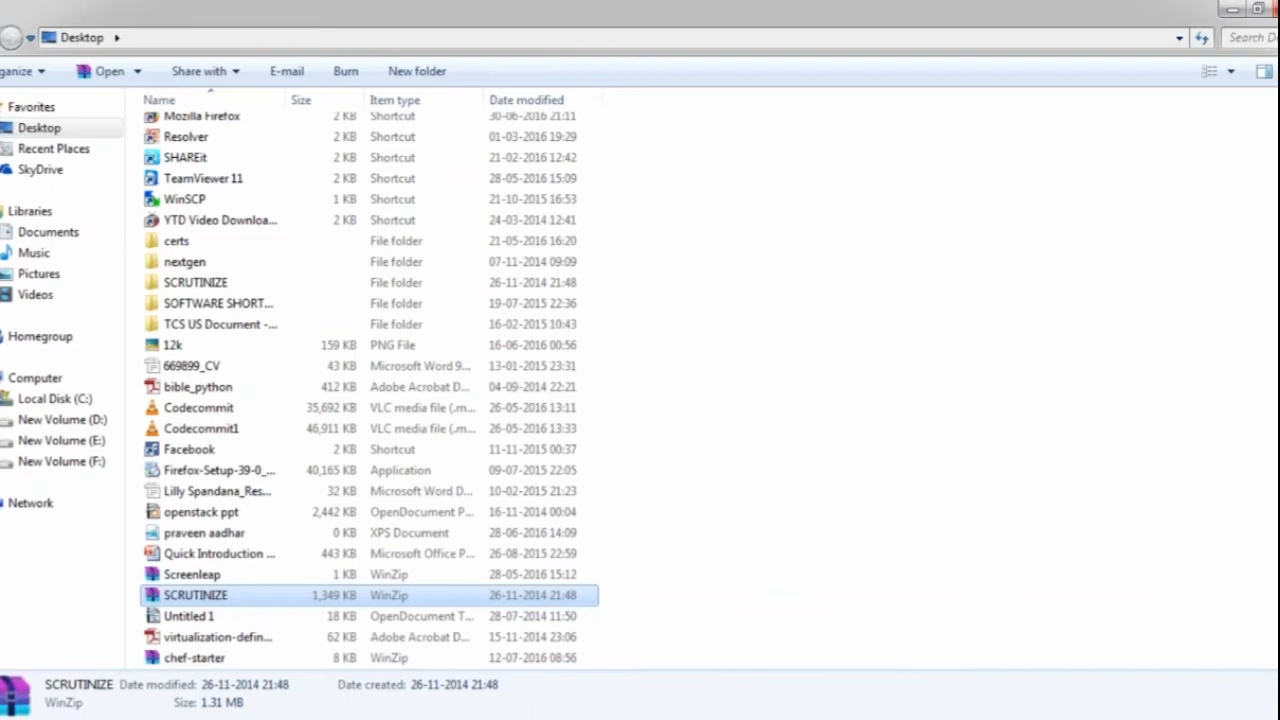 Desktop
Search De
ganize Open Share with E-mail Burn New folder
Name Size Item type Date modified
Favorites
Desktop
Recent Places
SkyDrive
Libraries
Documents
Music
Pictures
Videos
Homegroup
Computer
Local Disk (C:)
New Volume (D:)
New Volume (E:)
New Volume (F:)
Network
Mozilla Firefox 2 KB Shortcut 30-06-2016 21:11
Resolver 2 KB Shortcut 01-03-2016 19:29
SHAREit 2 KB Shortcut 21-02-2016 12:42
TeamViewer 11 2 KB Shortcut 28-05-2016 15:09
WinSCP 1 KB Shortcut 21-10-2015 16:53
YTD Video Downloa... 2 KB Shortcut 24-03-2014 12:41
certs File folder 21-05-2016 16:20
nextgen File folder 07-11-2014 09:09
SCRUTINIZE File folder 26-11-2014 21:48
SOFTWARE SHORT... File folder 19-07-2015 22:36
TCS US Document -... File folder 16-02-2015 10:43
12k 159 KB PNG File 16-06-2016 00:56
669899_CV 43 KB Microsoft Word 9... 13-01-2015 23:31
bible_python 412 KB Adobe Acrobat D... 04-09-2014 22:21
Codecommit 35,692 KB VLC media file (.m... 26-05-2016 13:11
Codecommit1 46,911 KB VLC media file (.m... 26-05-2016 13:33
Facebook 2 KB Shortcut 11-11-2015 00:37
Firefox-Setup-39-0_... 40,165 KB Application 09-07-2015 22:05
Lilly Spandana_Res... 32 KB Microsoft Word D... 10-02-2015 21:23
openstack ppt 2,442 KB OpenDocument P... 16-11-2014 00:04
praveen aadhar 0 KB XPS Document 28-06-2016 14:09
Quick Introduction ... 443 KB Microsoft Office P... 26-08-2015 22:59
Screenleap 1 KB WinZip 28-05-2016 15:12
SCRUTINIZE 1,349 KB WinZip 26-11-2014 21:48
Untitled 1 18 KB OpenDocument T... 28-07-2014 11:50
virtualization-defin... 62 KB Adobe Acrobat D... 15-11-2014 23:06
chef-starter 8 KB WinZip 12-07-2016 08:56
SCRUTINIZE Date modified: 26-11-2014 21:48 Date created: 26-11-2014 21:48
WinZip Size: 1.31 MB